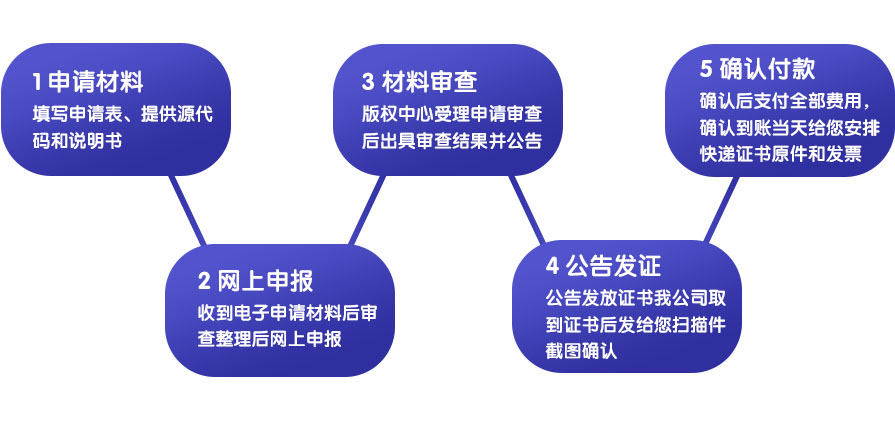 1 申请材料
填写申请表、提供源代
码和说明书
2 网上申报
收到电子申请材料后审
查整理后网上申报
3 材料审查
版权中心受理申请审查
后出具审查结果并公告
4 公告发证
公告发放证书我公司取
到证书后发给您扫描件
截图确认
5 确认付款
确认后支付全部费用，
确认到账当天给您安排
快递证书原件和发票